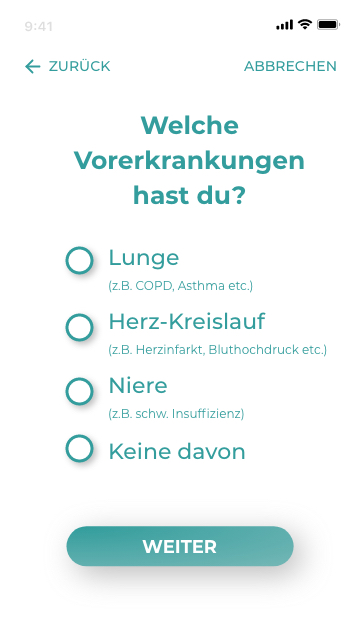 9:41
ZURÜCK
ABBRECHEN
Welche
Vorerkrankungen
hast du?
Lunge
(z.B. COPD, Asthma etc.)
Herz-Kreislauf
(z.B. Herzinfarkt, Bluthochdruck etc.)
Niere
(z.B. schw. Insuffizienz)
Keine davon
WEITER